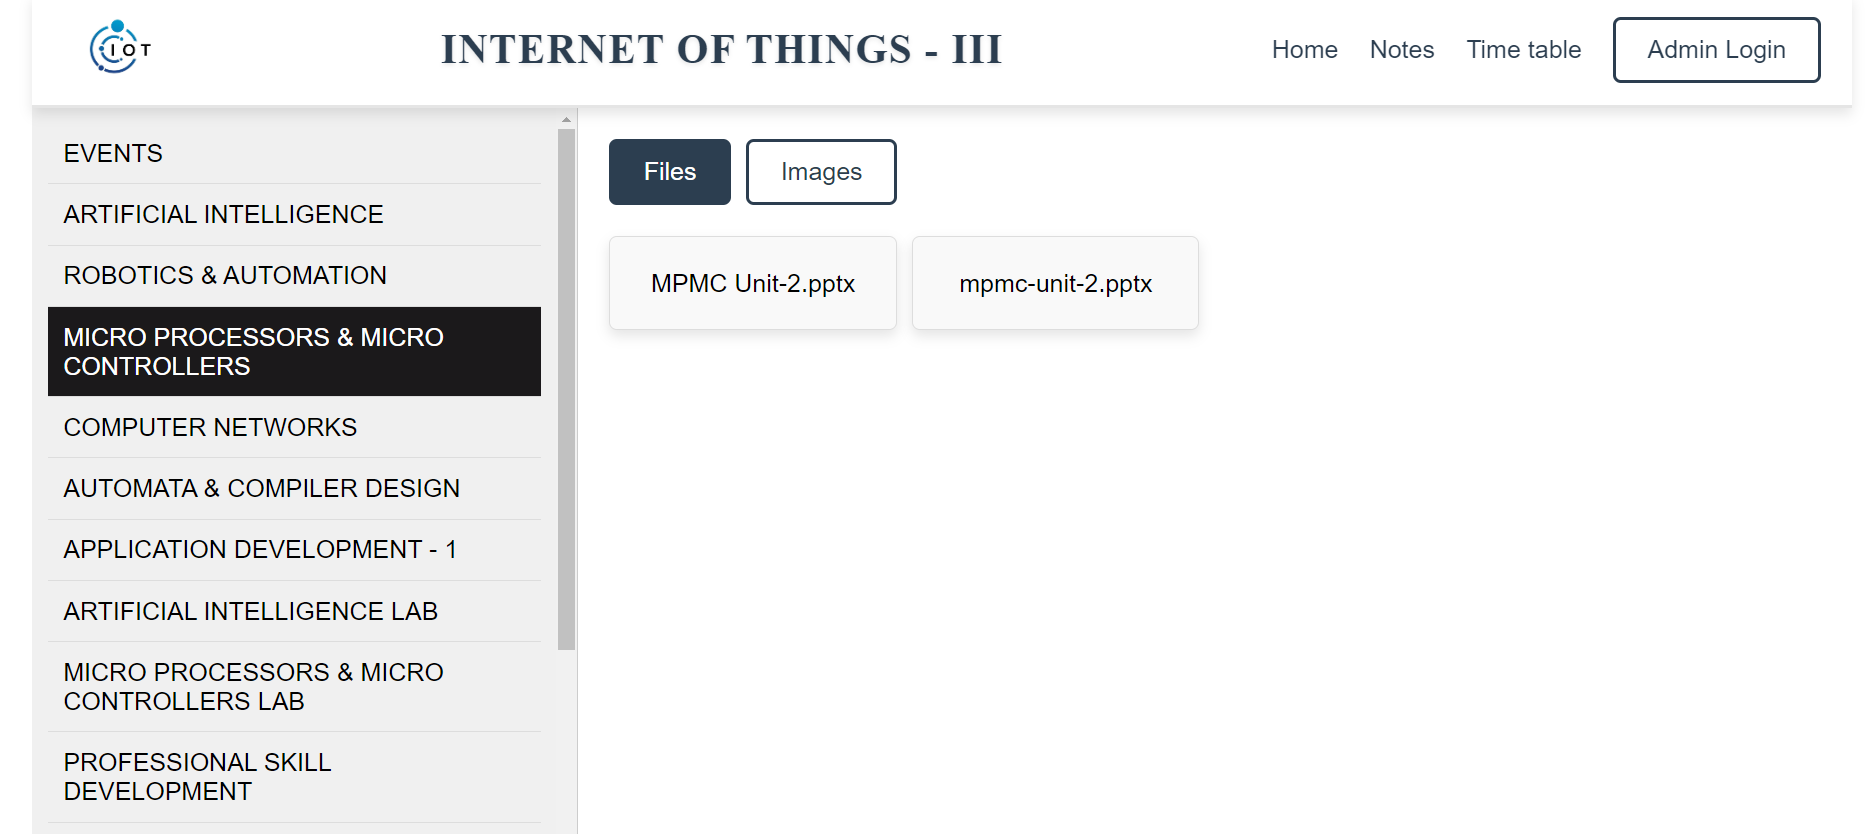 IOT
INTERNET OF THINGS - III
Home
Notes
Time table
Admin Login
EVENTS
ARTIFICIAL INTELLIGENCE
ROBOTICS & AUTOMATION
MICRO PROCESSORS & MICRO
CONTROLLERS
COMPUTER NETWORKS
AUTOMATA & COMPILER DESIGN
APPLICATION DEVELOPMENT - 1
ARTIFICIAL INTELLIGENCE LAB
MICRO PROCESSORS & MICRO
CONTROLLERS LAB
PROFESSIONAL SKILL
DEVELOPMENT
Files
Images
MPMC Unit-2.pptx
mpmc-unit-2.pptx